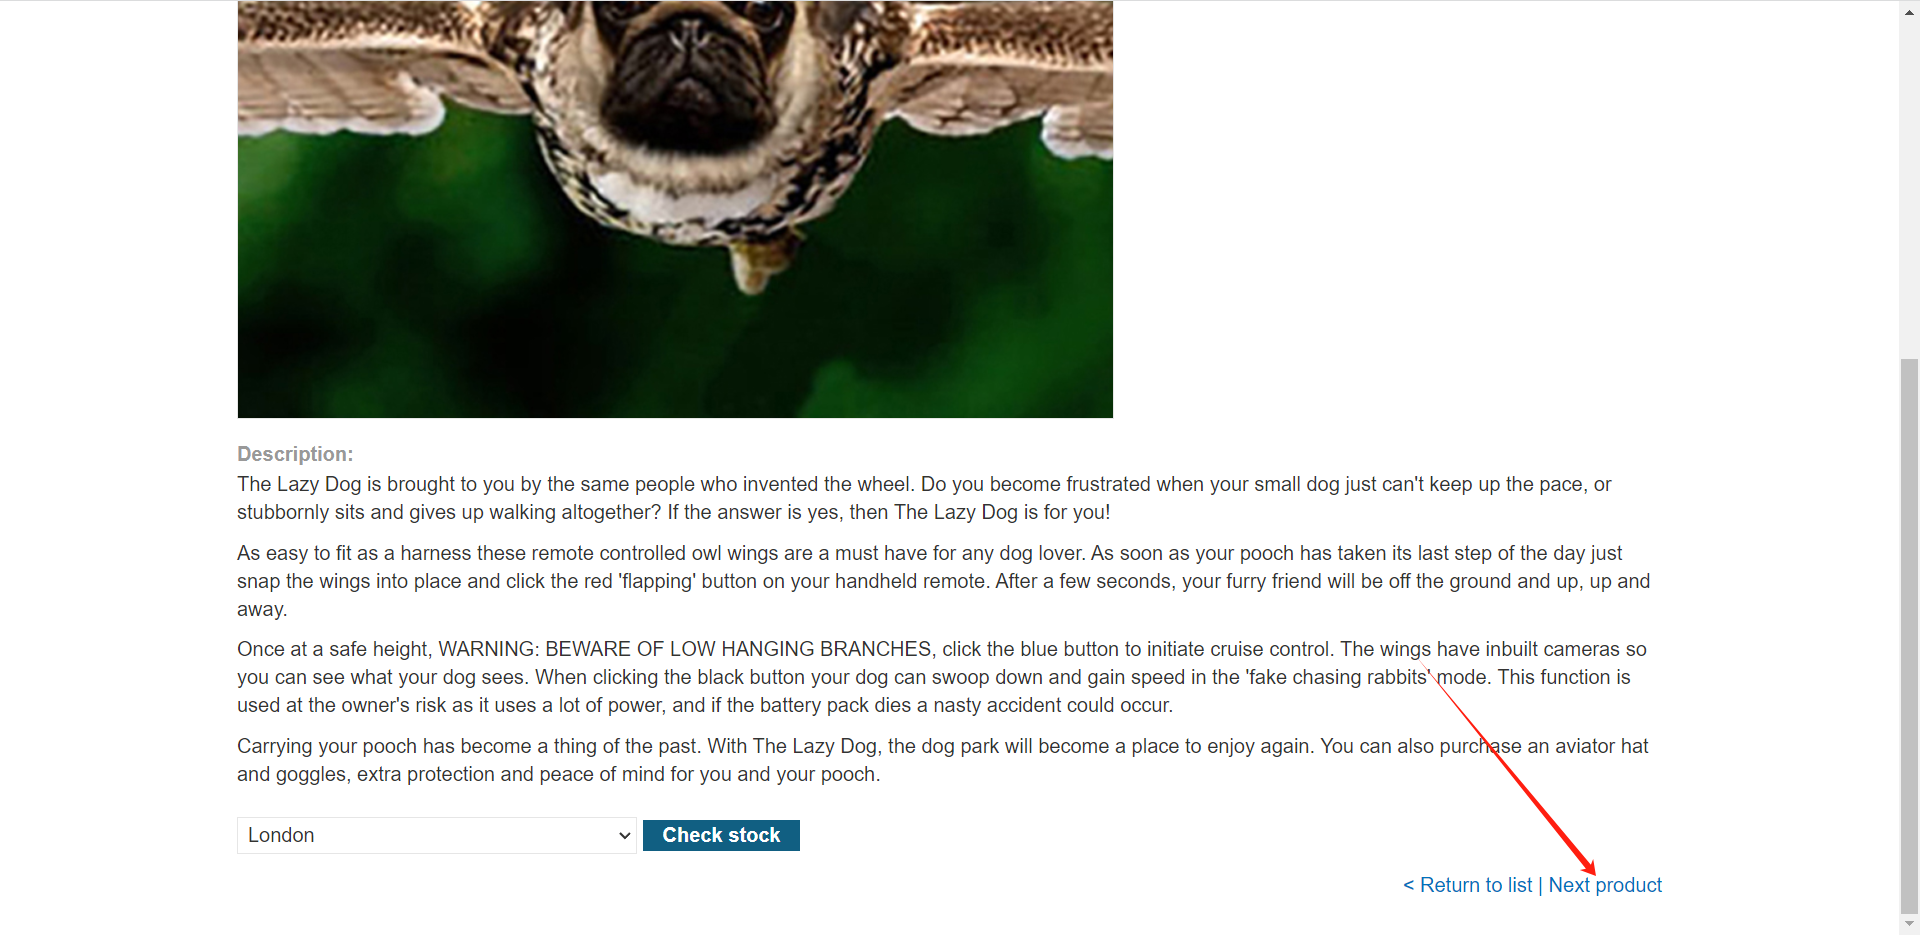 Description:
The Lazy Dog is brought to you by the same people who invented the wheel. Do you become frustrated when your small dog just can't keep up the pace, or
stubbornly sits and gives up walking altogether? If the answer is yes, then The Lazy Dog is for you!
As easy to fit as a harness these remote controlled owl wings are a must have for any dog lover. As soon as your pooch has taken its last step of the day just
snap the wings into place and click the red 'flapping' button on your handheld remote. After a few seconds, your furry friend will be off the ground and up, up and
away.
Once at a safe height, WARNING: BEWARE OF LOW HANGING BRANCHES, click the blue button to initiate cruise control. The wings have inbuilt cameras so
you can see what your dog sees. When clicking the black button your dog can swoop down and gain speed in the 'fake chasing rabbits' mode. This function is
used at the owner's risk as it uses a lot of power, and if the battery pack dies a nasty accident could occur.
Carrying your pooch has become a thing of the past. With The Lazy Dog, the dog park will become a place to enjoy again. You can also purchase an aviator hat
and goggles, extra protection and peace of mind for you and your pooch.
London
Check stock
< Return to list | Next product